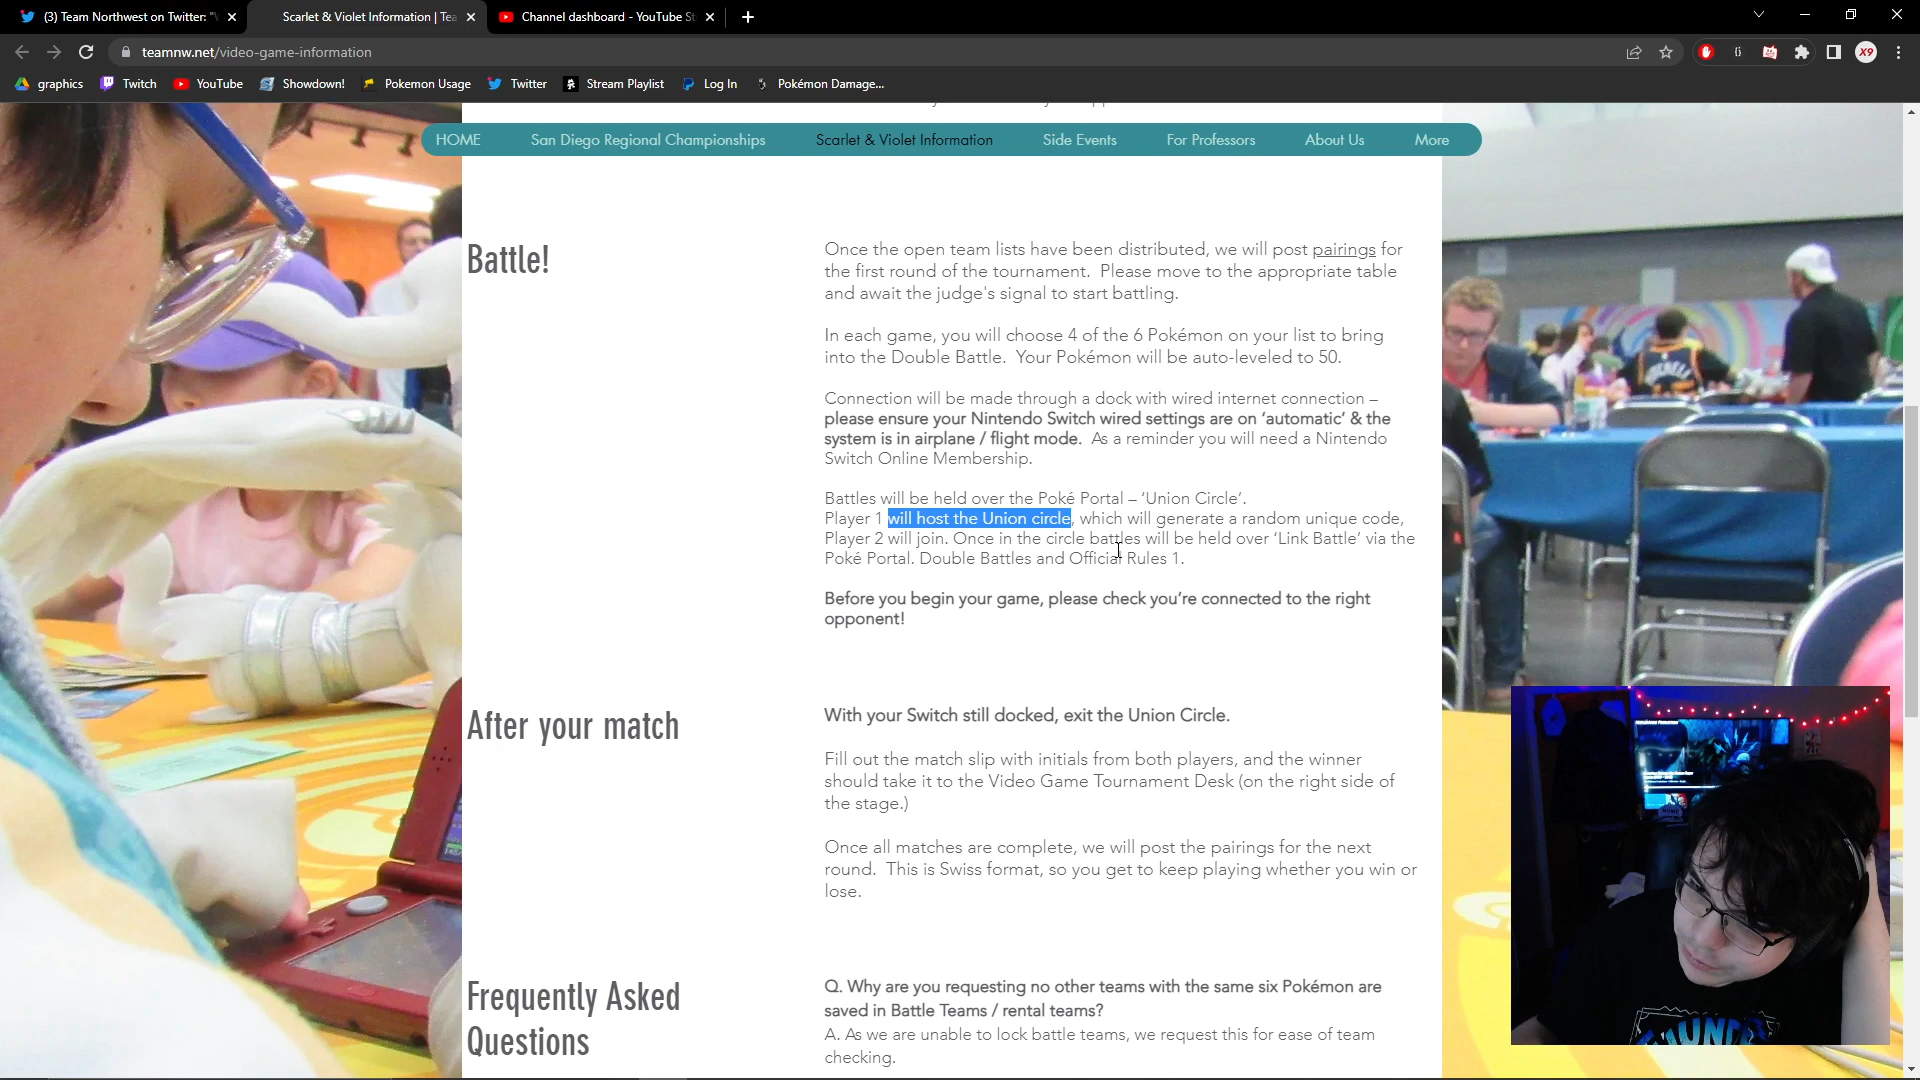 (3) Team Northwest on Twitter: "
Scarlet & Violet Information | Tea
Channel dashboard - YouTube St
teamnw.net/video-game-information
X9
graphics
Twitch
YouTube
Showdown!
Pokemon Usage
Twitter
Stream Playlist
Log In
Pokémon Damage...
HOME
San Diego Regional Championships
Scarlet & Violet Information
Side Events
For Professors
About Us
More
Battle!
Once the open team lists have been distributed, we will post pairings for
the first round of the tournament. Please move to the appropriate table
and await the judge's signal to start battling.
In each game, you will choose 4 of the 6 Pokémon on your list to bring
into the Double Battle. Your Pokémon will be auto-leveled to 50.
Connection will be made through a dock with wired internet connection –
please ensure your Nintendo Switch wired settings are on ‘automatic’ & the
system is in airplane / flight mode. As a reminder you will need a Nintendo
Switch Online Membership.
Battles will be held over the Poké Portal – ‘Union Circle’.
Player 1 will host the Union circle, which will generate a random unique code,
Player 2 will join. Once in the circle battles will be held over ‘Link Battle’ via the
Poké Portal. Double Battles and Official Rules 1.
Before you begin your game, please check you’re connected to the right
opponent!
After your match
With your Switch still docked, exit the Union Circle.
Fill out the match slip with initials from both players, and the winner
should take it to the Video Game Tournament Desk (on the right side of
the stage.)
Once all matches are complete, we will post the pairings for the next
round. This is Swiss format, so you get to keep playing whether you win or
lose.
Frequently Asked
Questions
Q. Why are you requesting no other teams with the same six Pokémon are
saved in Battle Teams / rental teams?
A. As we are unable to lock battle teams, we request this for ease of team
checking.